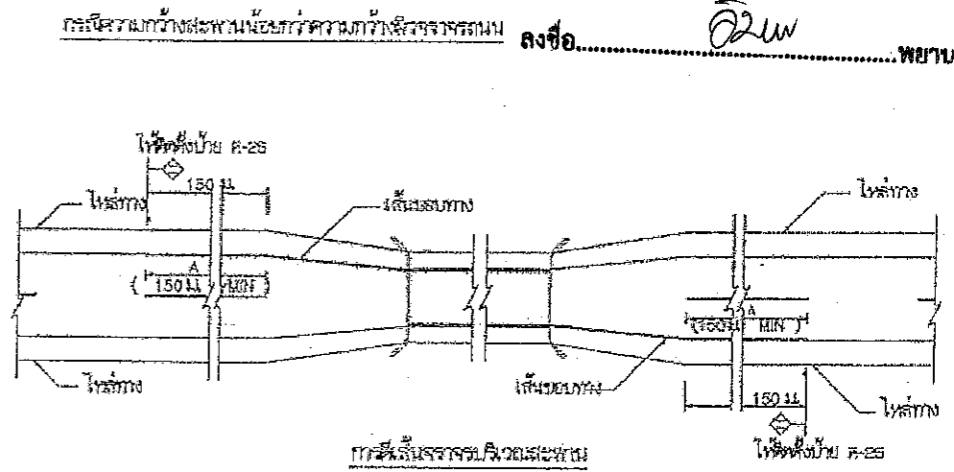 กรณีความกว้างสะพานน้อยกว่าความกว้างผิวจราจรถนน
ลงชื่อ..............................พยาน
ให้ติดตั้งป้าย ต-25
150 ม.
ไหล่ทาง
เส้นขอบทาง
ไหล่ทาง
A
(150 ม. MIN)
A
(150 ม. MIN)
ไหล่ทาง
เส้นขอบทาง
150 ม.
ไหล่ทาง
ให้ติดตั้งป้าย ต-25
การตีเส้นจราจรบริเวณสะพาน